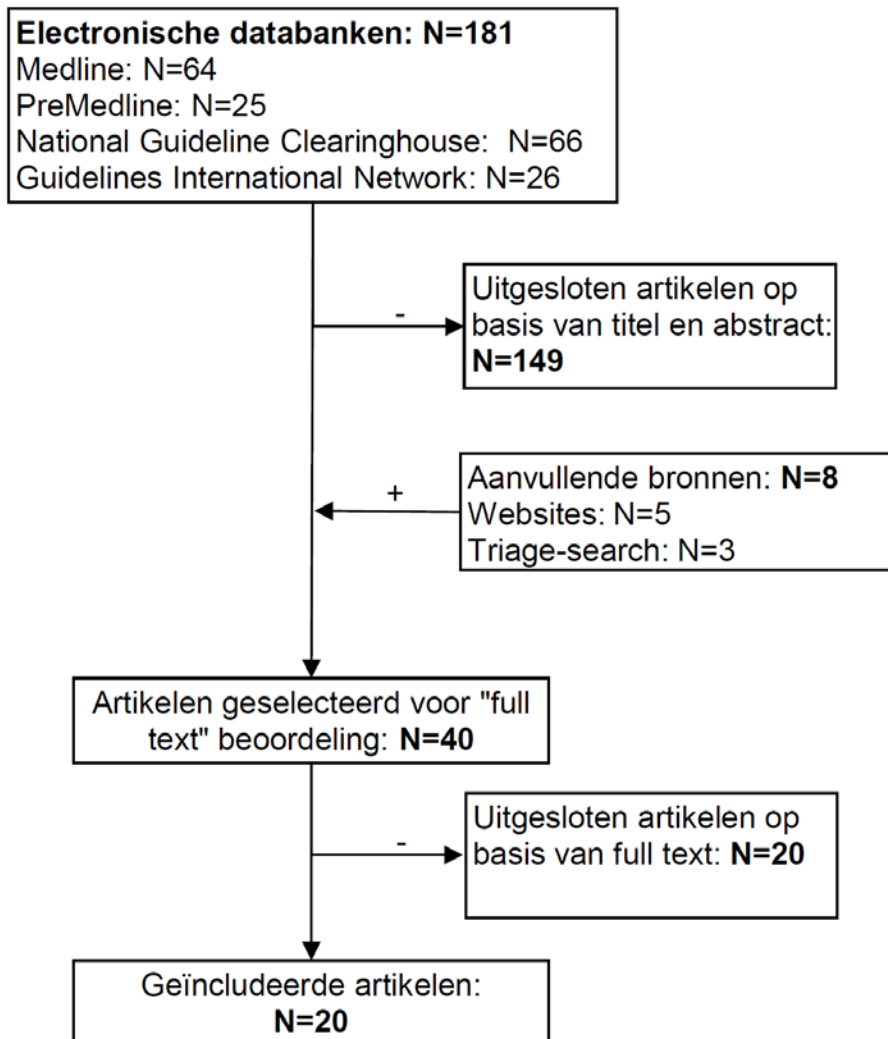 Electronische databanken: N=181
Medline: N=64
PreMedline: N=25
National Guideline Clearinghouse: N=66
Guidelines International Network: N=26
-
Uitgesloten artikelen op
basis van titel en abstract:
N=149
+
Aanvullende bronnen: N=8
Websites: N=5
Triage-search: N=3
Artikelen geselecteerd voor "full
text" beoordeling: N=40
-
Uitgesloten artikelen op
basis van full text: N=20
Geïncludeerde artikelen:
N=20